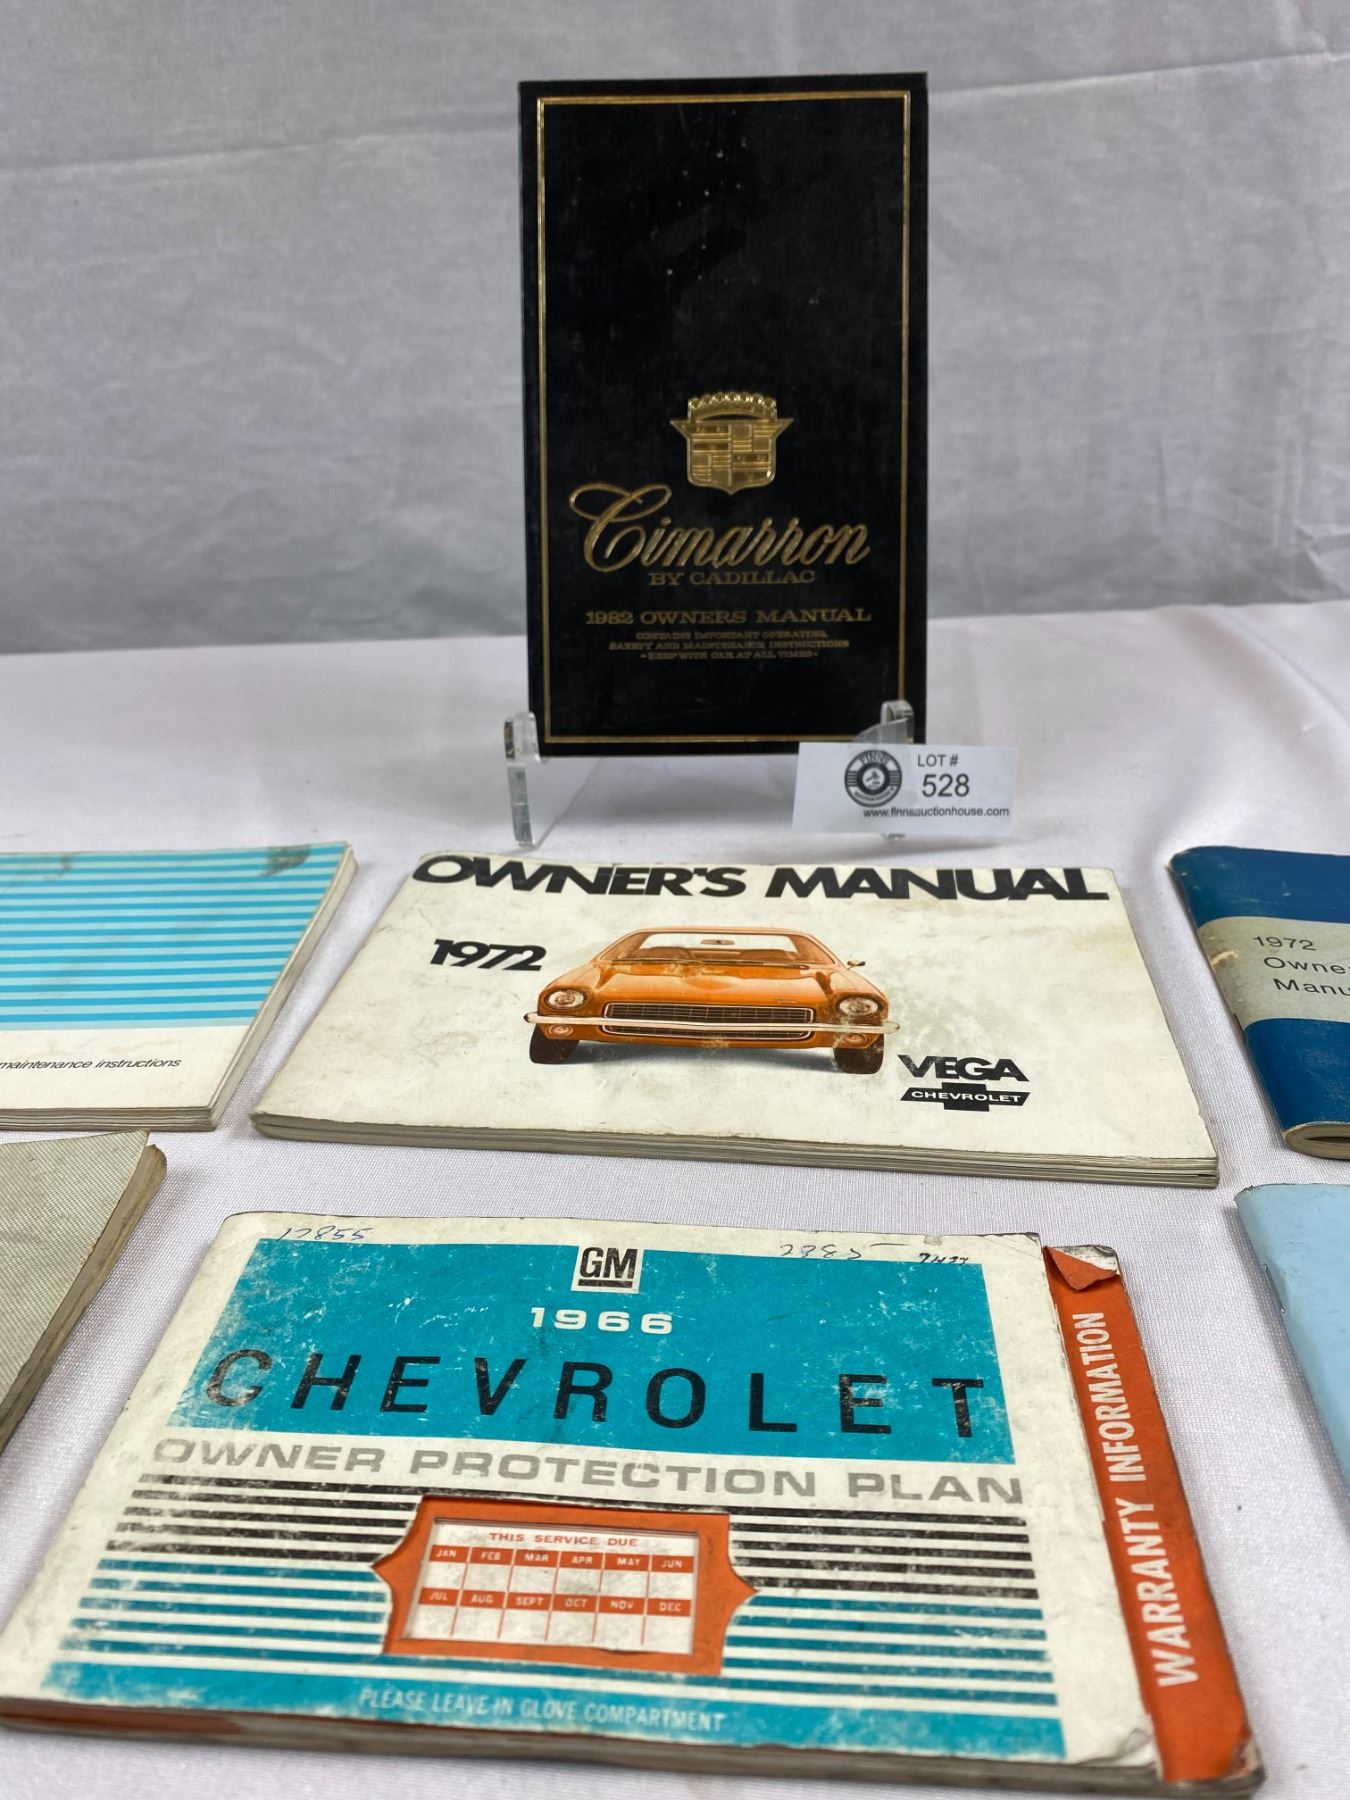 Cimarron
BY CADILLAC
1982 OWNERS MANUAL
CONTAINS IMPORTANT OPERATING,
SAFETY AND MAINTENANCE INSTRUCTIONS
- KEEP WITH CAR AT ALL TIMES -
FINNS
LOT #
528
www.finnsauctionhouse.com
OWNER'S MANUAL
1972
VEGA
CHEVROLET
maintenance instructions
1972
Owne
Manu
12855
GM
1966
CHEVROLET
OWNER PROTECTION PLAN
THIS SERVICE DUE
JAN FEB MAR APR MAY JUN
JUL AUG SEPT OCT NOV DEC
PLEASE LEAVE IN GLOVE COMPARTMENT
WARRANTY INFORMATION